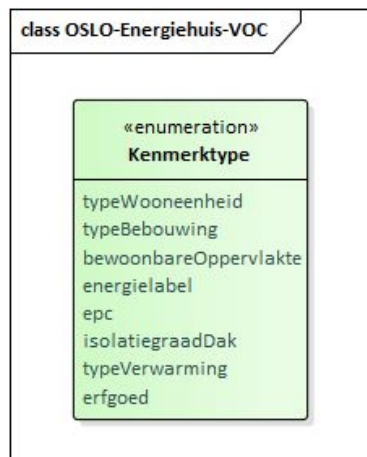 class OSLO-Energiehuis-VOC
«enumeration»
Kenmerktype
typeWooneenheid
typeBebouwing
bewoonbareOppervlakte
energielabel
epc
isolatiegraadDak
typeVerwarming
erfgoed